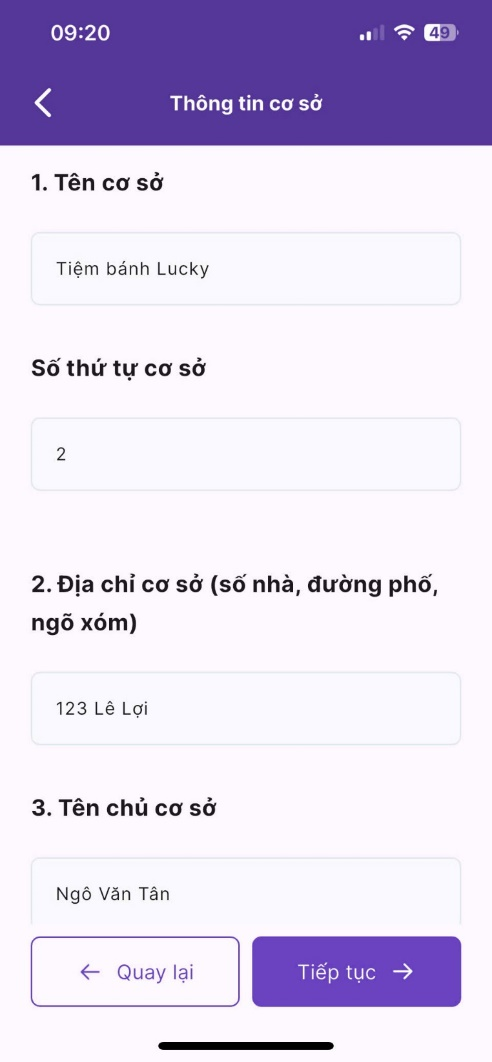 09:20
49
Thông tin cơ sở
1. Tên cơ sở
Tiệm bánh Lucky
Số thứ tự cơ sở
2
2. Địa chỉ cơ sở (số nhà, đường phố,
ngõ xóm)
123 Lê Lợi
3. Tên chủ cơ sở
Ngô Văn Tân
← Quay lại
Tiếp tục →